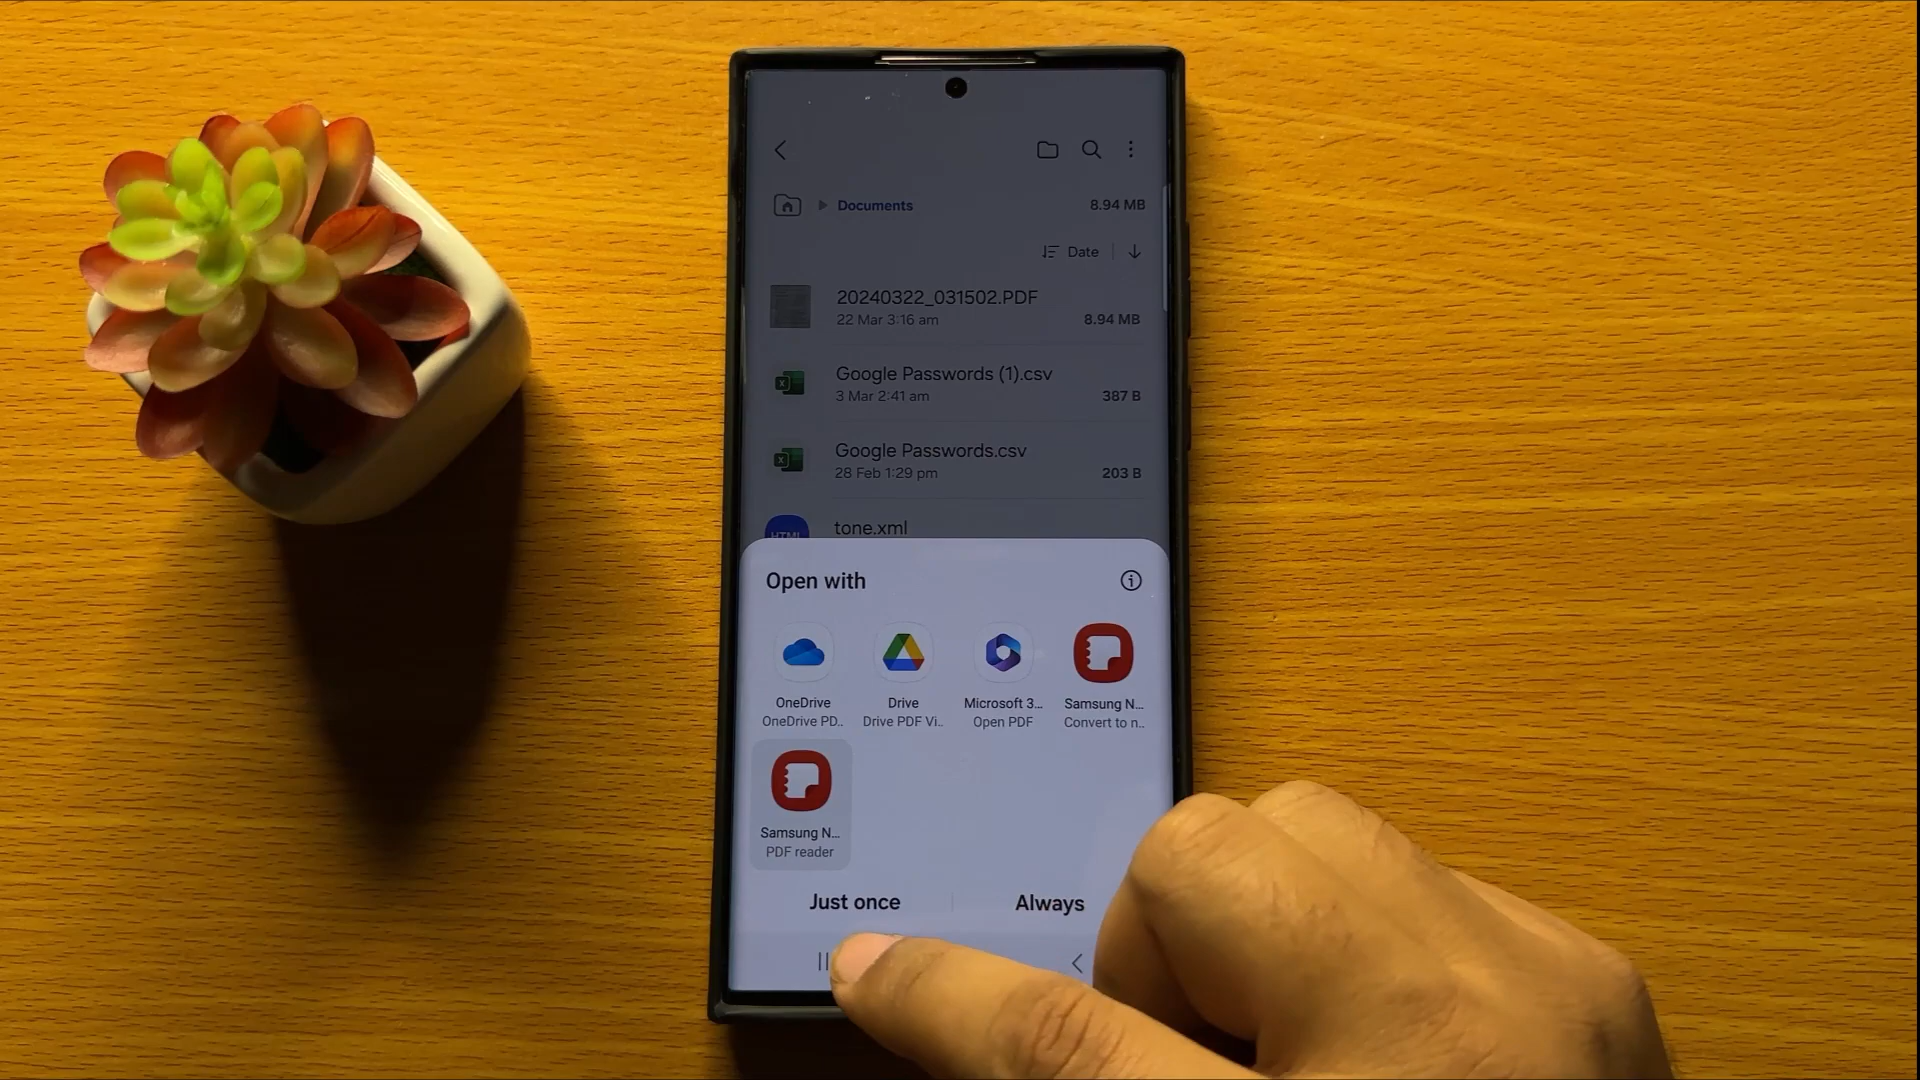 Documents
8.94 MB
Date
20240322_031502.PDF
22 Mar 3:16 am
8.94 MB
Google Passwords (1).csv
3 Mar 2:41 am
387 B
Google Passwords.csv
28 Feb 1:29 pm
203 B
HTML
tone.xml
Open with
OneDrive
OneDrive PD..
Drive
Drive PDF Vi..
Microsoft 3...
Open PDF
Samsung N...
Convert to n..
Samsung N...
PDF reader
Just once
Always